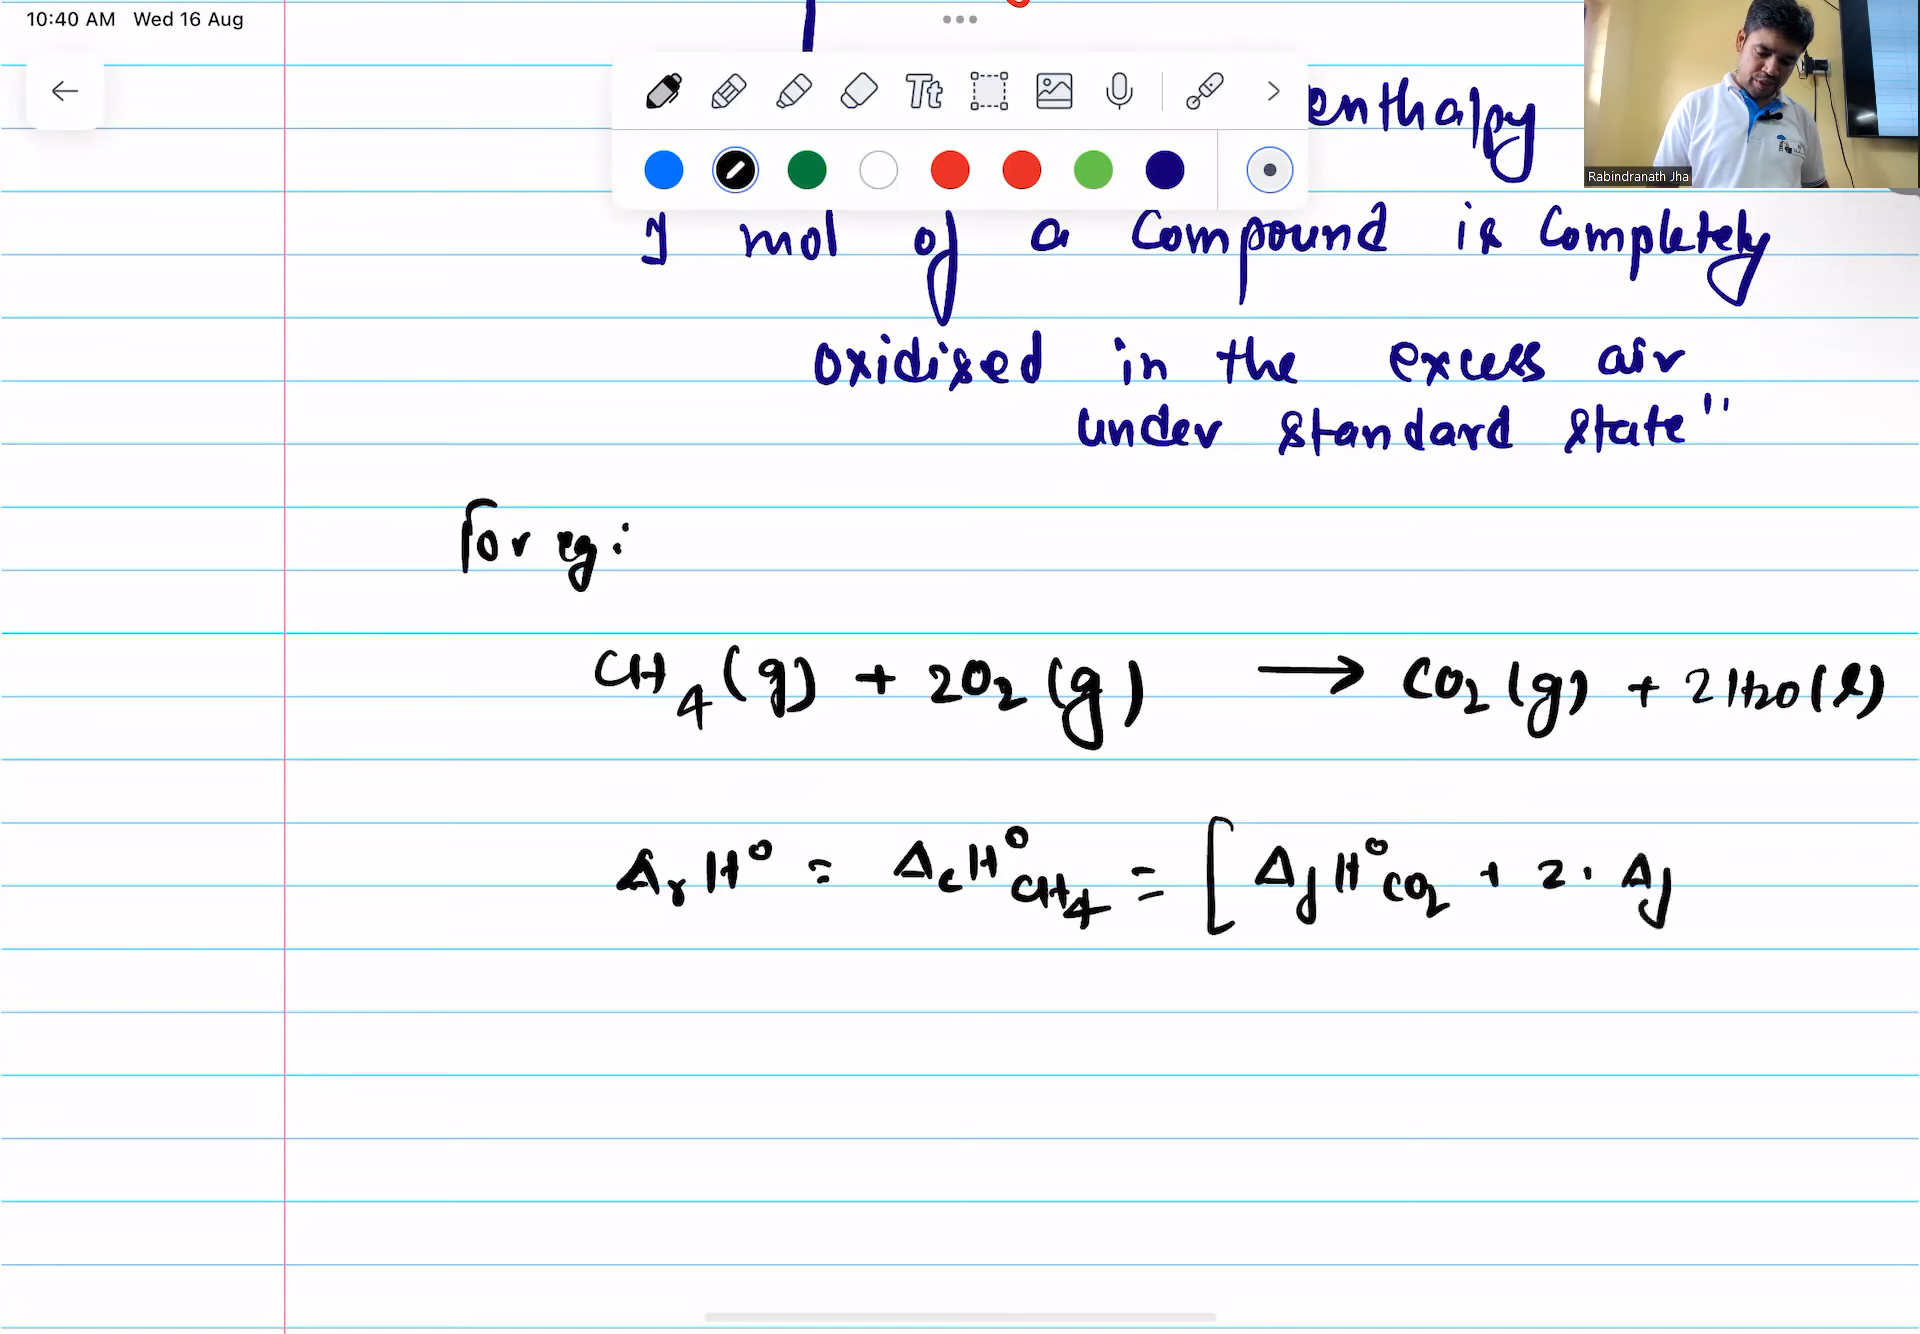 10:40 AM Wed 16 Aug
Tt
enthalpy
Rabindranath Jha
1 mol of a compound is completely
oxidised in the excess air
under standard state"
For eg:
CH₄(g) + 2O₂(g) → CO₂(g) + 2H₂O(l)
ΔᵣH° = ΔcH°CH₄ = [ΔfH°CO₂ + 2·Δf